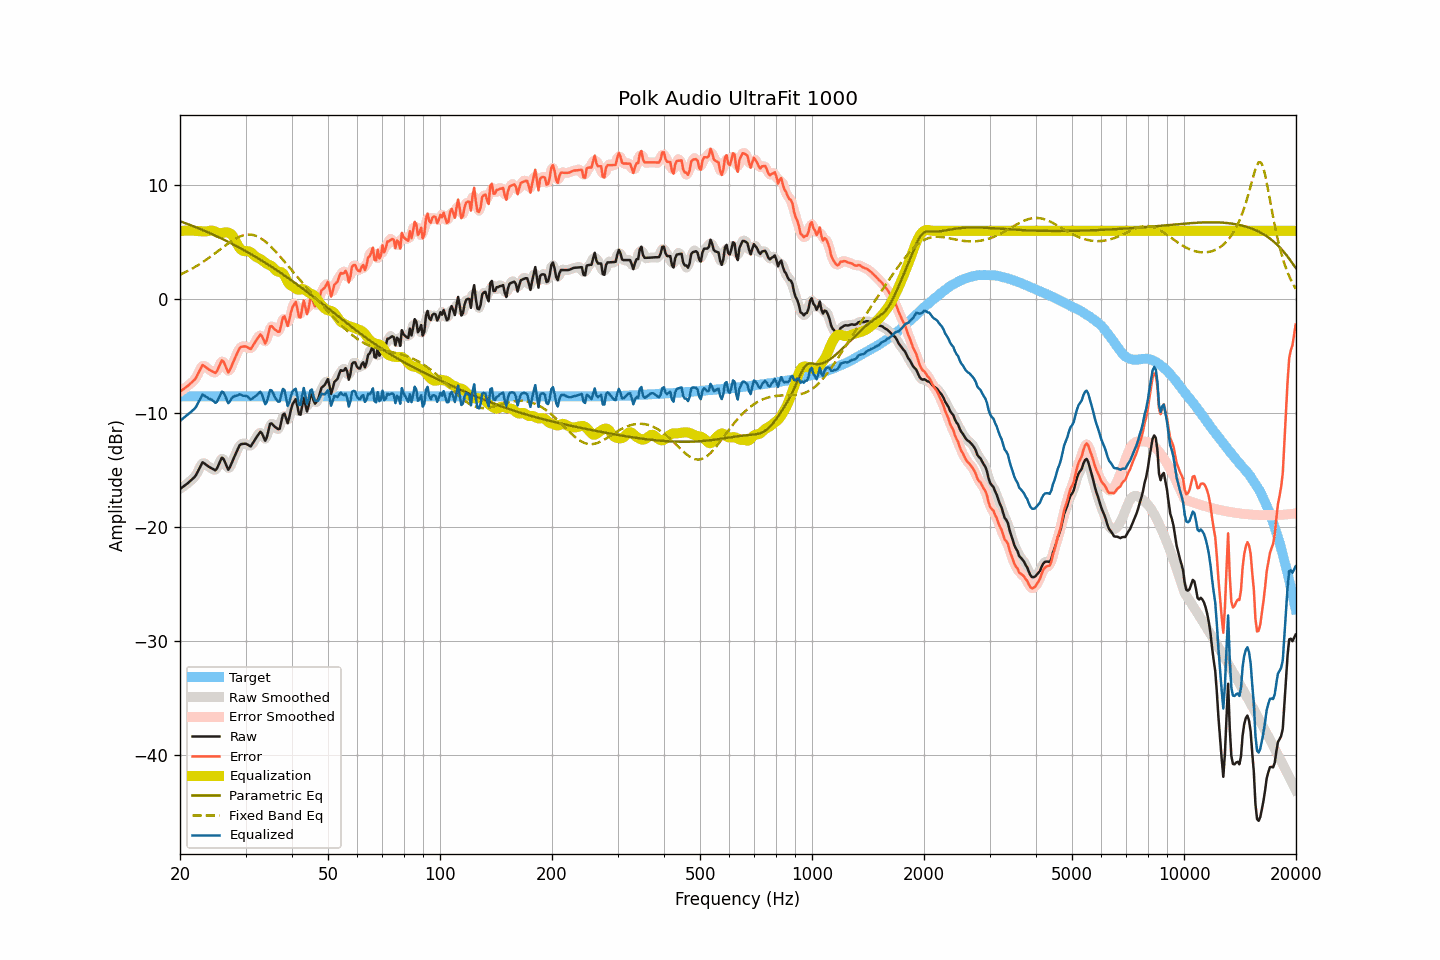 Polk Audio UltraFit 1000
10
0
−10
−20
−30
−40
Amplitude (dBr)
Target
Raw Smoothed
Error Smoothed
Raw
Error
Equalization
Parametric Eq
Fixed Band Eq
Equalized
20 50 100 200 500 1000 2000 5000 10000 20000
Frequency (Hz)